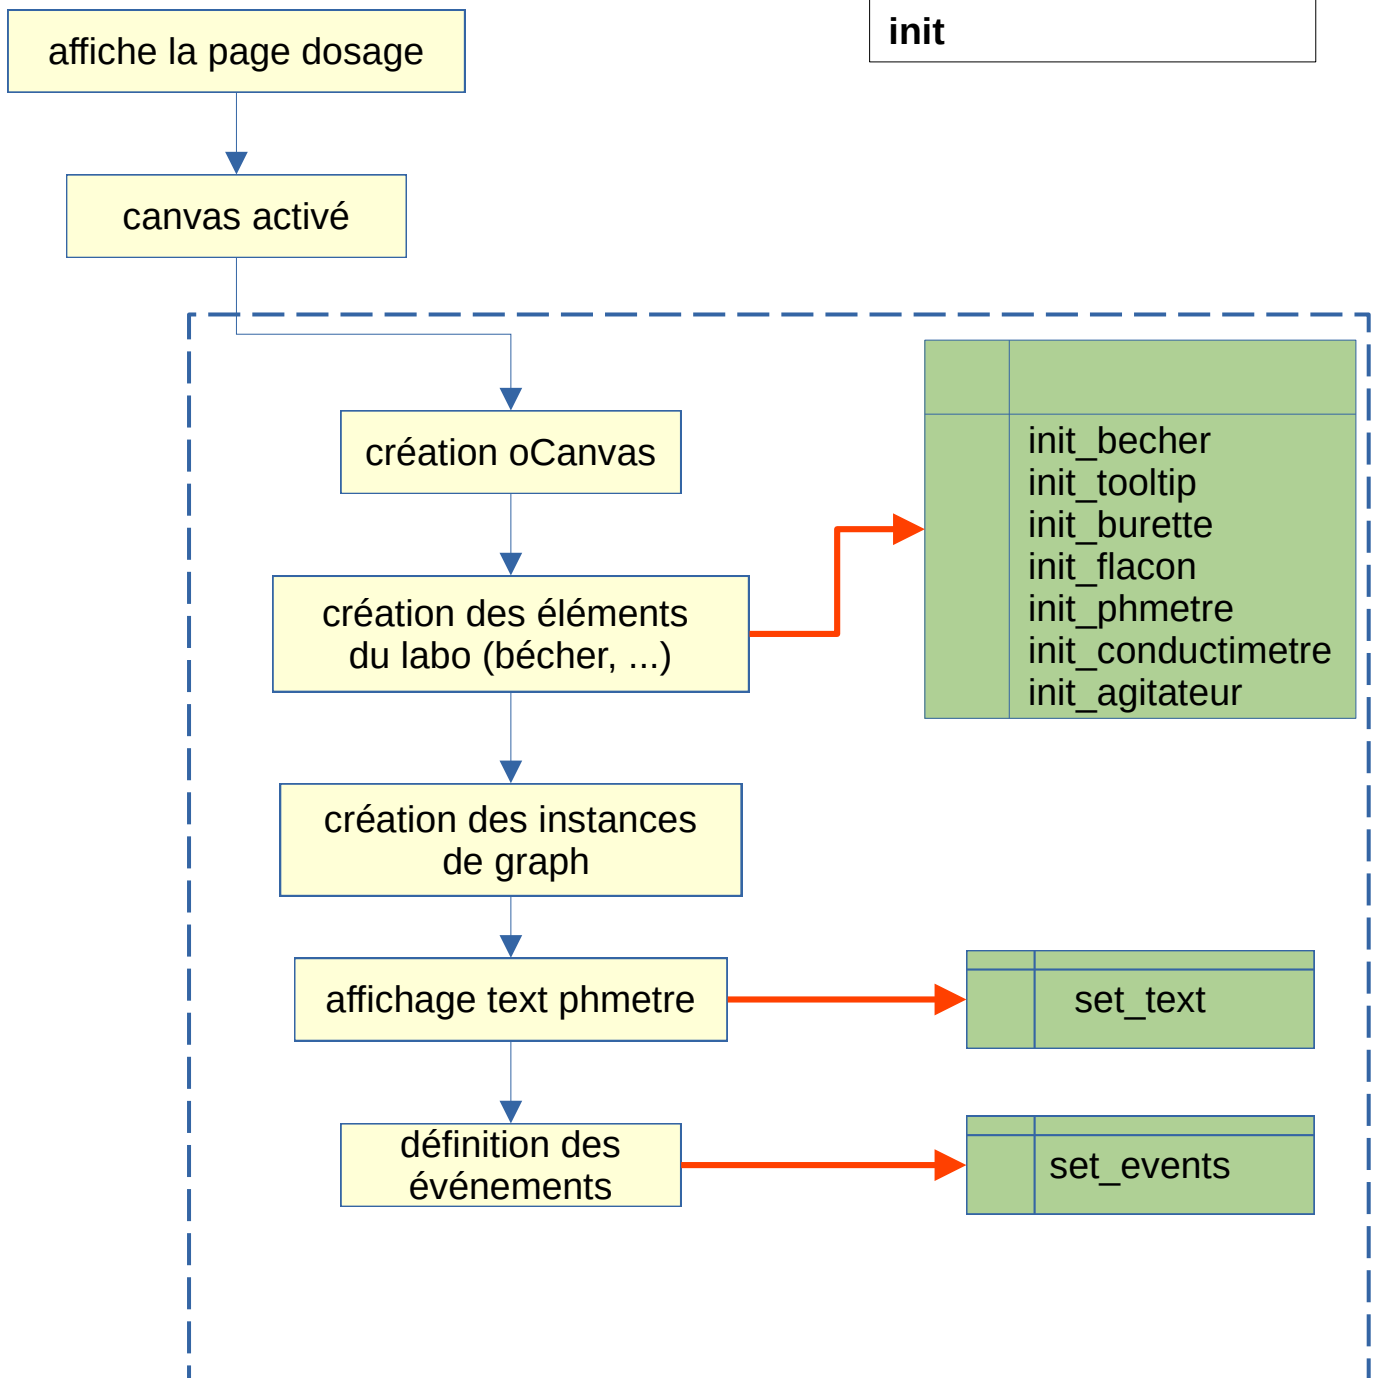 affiche la page dosage
init
canvas activé
création oCanvas
init_becher
init_tooltip
init_burette
init_flacon
init_phmetre
init_conductimetre
init_agitateur
création des éléments
du labo (bécher, ...)
création des instances
de graph
affichage text phmetre
set_text
définition des
événements
set_events